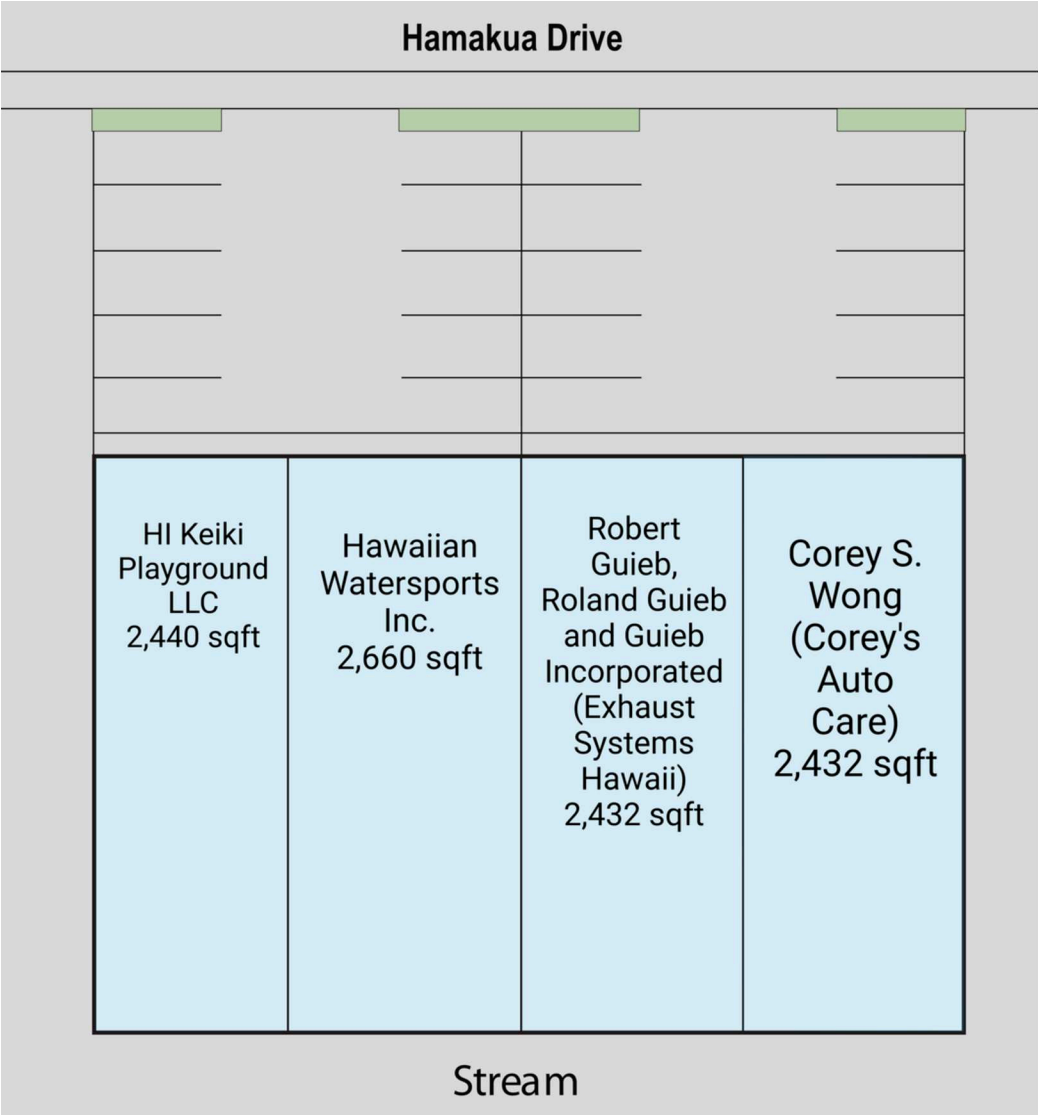 Hamakua Drive
HI Keiki
Playground
LLC
2,440 sqft
Hawaiian
Watersports
Inc.
2,660 sqft
Robert
Guieb,
Roland Guieb
and Guieb
Incorporated
(Exhaust
Systems
Hawaii)
2,432 sqft
Corey S.
Wong
(Corey's
Auto
Care)
2,432 sqft
Stream